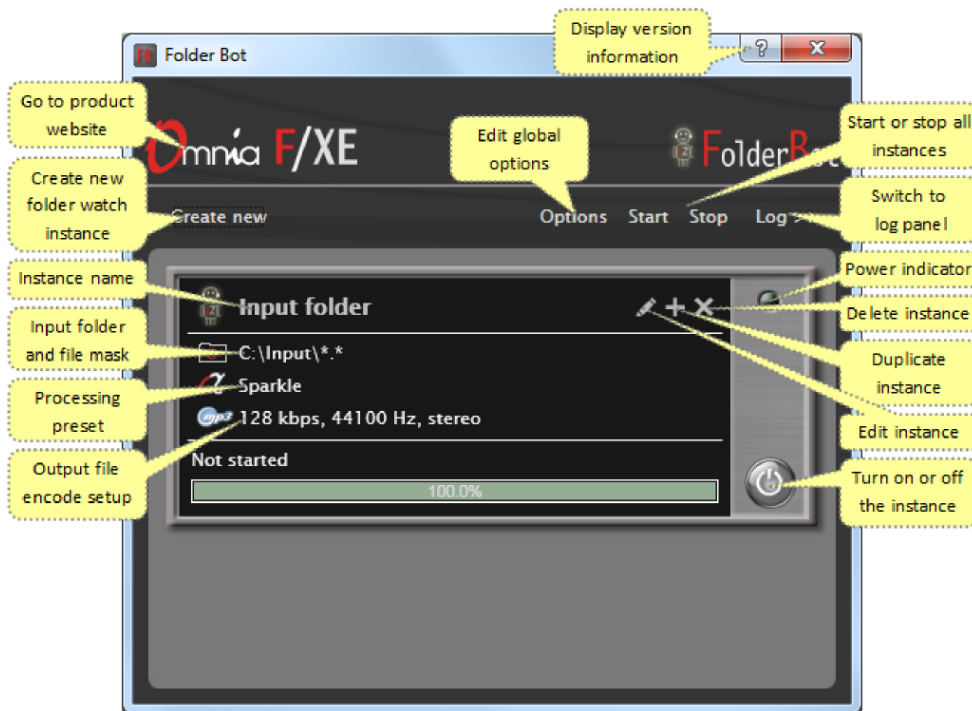 Display version
information
Folder Bot
?
X
Go to product
website
Omnia F/XE
Edit global
options
FolderBot
Start or stop all
instances
Create new
folder watch
instance
Create new
Options Start Stop Log >>
Switch to
log panel
Instance name
Input folder
Power indicator
Delete instance
Input folder
and file mask
C:\Input\*.*
Duplicate
instance
Processing
preset
Sparkle
Edit instance
mp3 128 kbps, 44100 Hz, stereo
Output file
encode setup
Not started
100.0%
Turn on or off
the instance